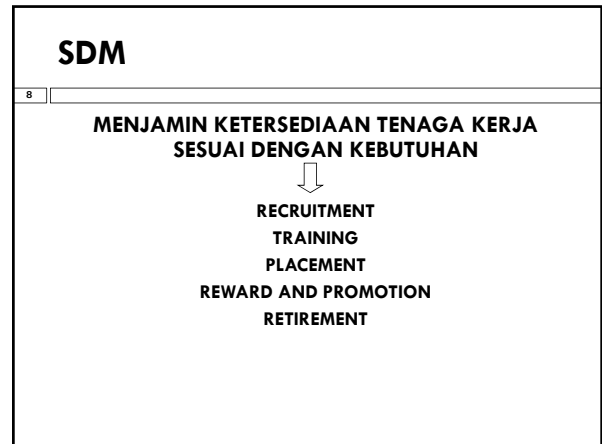 SDM
8
MENJAMIN KETERSEDIAAN TENAGA KERJA
SESUAI DENGAN KEBUTUHAN
RECRUITMENT
TRAINING
PLACEMENT
REWARD AND PROMOTION
RETIREMENT